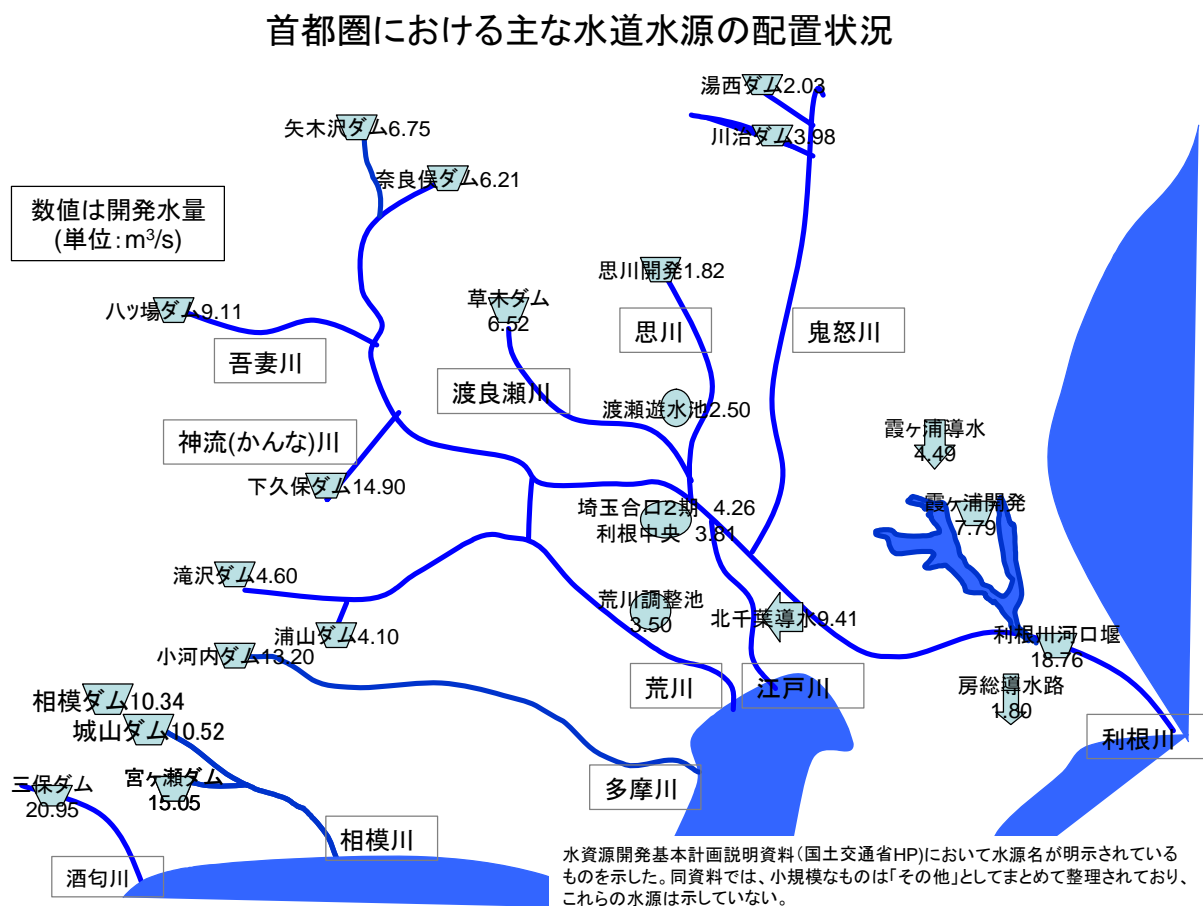 首都圏における主な水道水源の配置状況
湯西ダム2.03
矢木沢ダム6.75
川治ダム3.98
奈良俣ダム6.21
数値は開発水量
(単位:m³/s)
思川開発1.82
八ッ場ダム9.11
草木ダム
6.52
思川
鬼怒川
吾妻川
渡良瀬川
渡瀬遊水池2.50
神流(かんな)川
霞ヶ浦導水
4.49
下久保ダム14.90
埼玉合口2期 4.26
利根中央 3.81
霞ヶ浦開発
7.79
滝沢ダム4.60
荒川調整池
3.50
北千葉導水9.41
浦山ダム4.10
利根川河口堰
18.76
小河内ダム13.20
荒川
江戸川
房総導水路
1.80
相模ダム10.34
城山ダム10.52
利根川
三保ダム
20.95
宮ヶ瀬ダム
15.05
多摩川
相模川
酒匂川
水資源開発基本計画説明資料(国土交通省HP)において水源名が明示されている
ものを示した。同資料では、小規模なものは「その他」としてまとめて整理されており、
これらの水源は示していない。